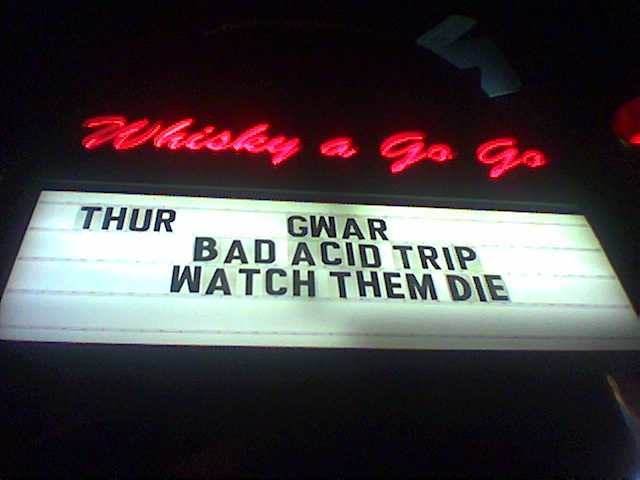 Whisky a Go Go
THUR GWAR
BAD ACID TRIP
WATCH THEM DIE